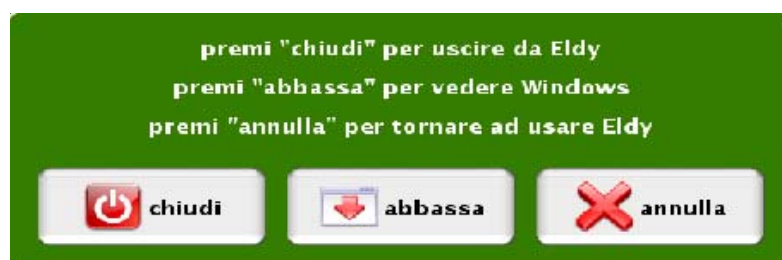 premi "chiudi" per uscire da Eldy
premi "abbassa" per vedere Windows
premi "annulla" per tornare ad usare Eldy
chiudi abbassa annulla